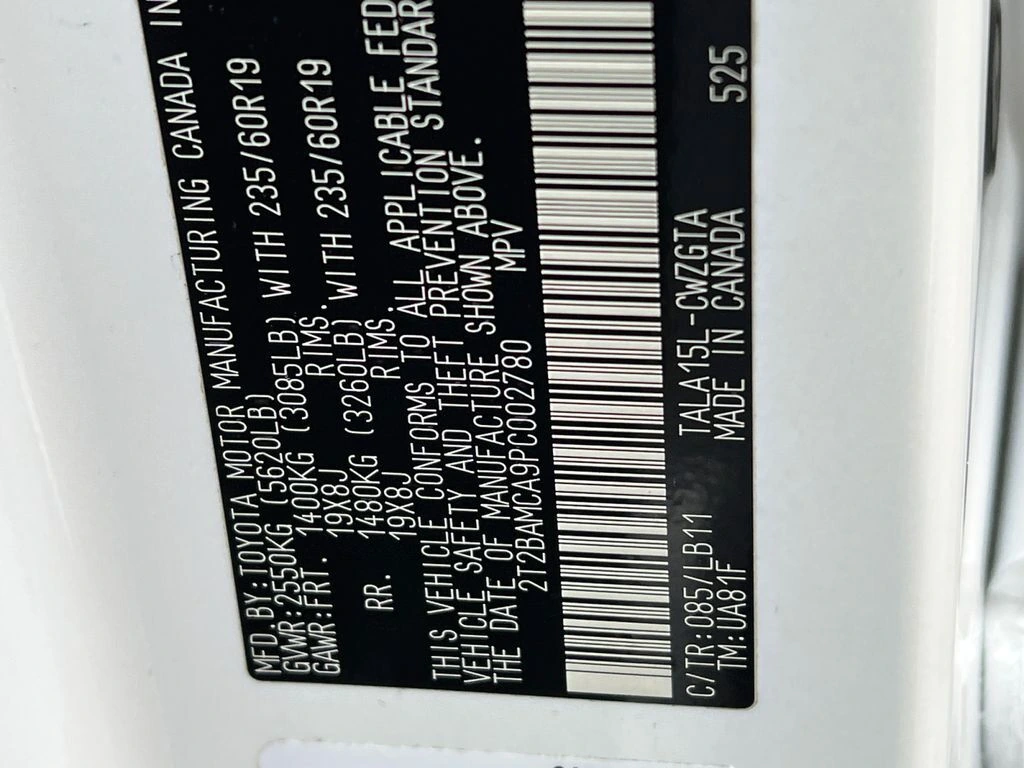 MFD.BY:TOYOTA MOTOR MANUFACTURING CANADA IN
GVWR:2550KG (5620LB)
GAWR:FRT. 1400KG (3085LB) WITH 235/60R19
19X8J RIMS.
RR. 1480KG (3260LB) WITH 235/60R19
19X8J RIMS.
THIS VEHICLE CONFORMS TO ALL APPLICABLE FED
VEHICLE SAFETY AND THEFT PREVENTION STANDAR
THE DATE OF MANUFACTURE SHOWN ABOVE.
2T2BAMCA9PC002780 MPV
C/TR:085/LB11 TALA15L-CWZGTA 525
TM:UA81F MADE IN CANADA